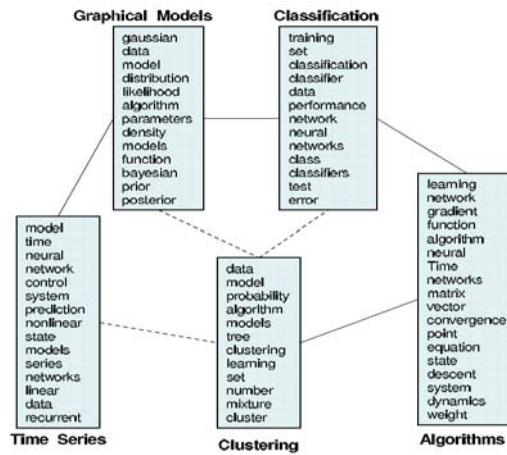 Graphical Models
gaussian
data
model
distribution
likelihood
algorithm
parameters
density
models
function
bayesian
prior
posterior
Classification
training
set
classification
classifier
data
performance
network
neural
networks
class
classifiers
test
error
model
time
neural
network
control
system
prediction
nonlinear
state
models
series
networks
linear
data
recurrent
Time Series
data
model
probability
algorithm
models
tree
clustering
learning
set
number
mixture
cluster
Clustering
learning
network
gradient
function
algorithm
neural
Time
networks
matrix
vector
convergence
point
equation
state
descent
system
dynamics
weight
Algorithms